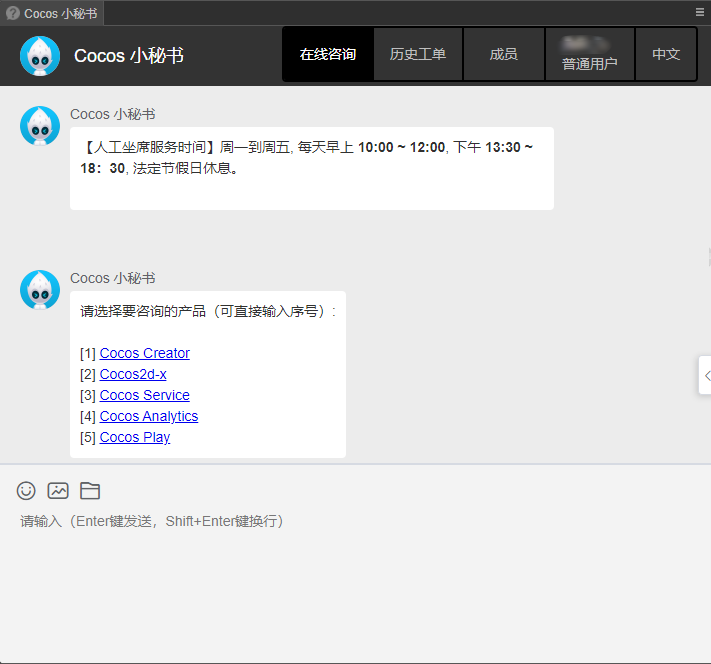 Cocos 小秘书
Cocos 小秘书
在线咨询
历史工单
成员
普通用户
中文
Cocos 小秘书
【人工坐席服务时间】周一到周五, 每天早上 10:00 ~ 12:00, 下午 13:30 ~
18：30, 法定节假日休息。
Cocos 小秘书
请选择要咨询的产品（可直接输入序号）:
[1] Cocos Creator
[2] Cocos2d-x
[3] Cocos Service
[4] Cocos Analytics
[5] Cocos Play
请输入（Enter键发送，Shift+Enter键换行）